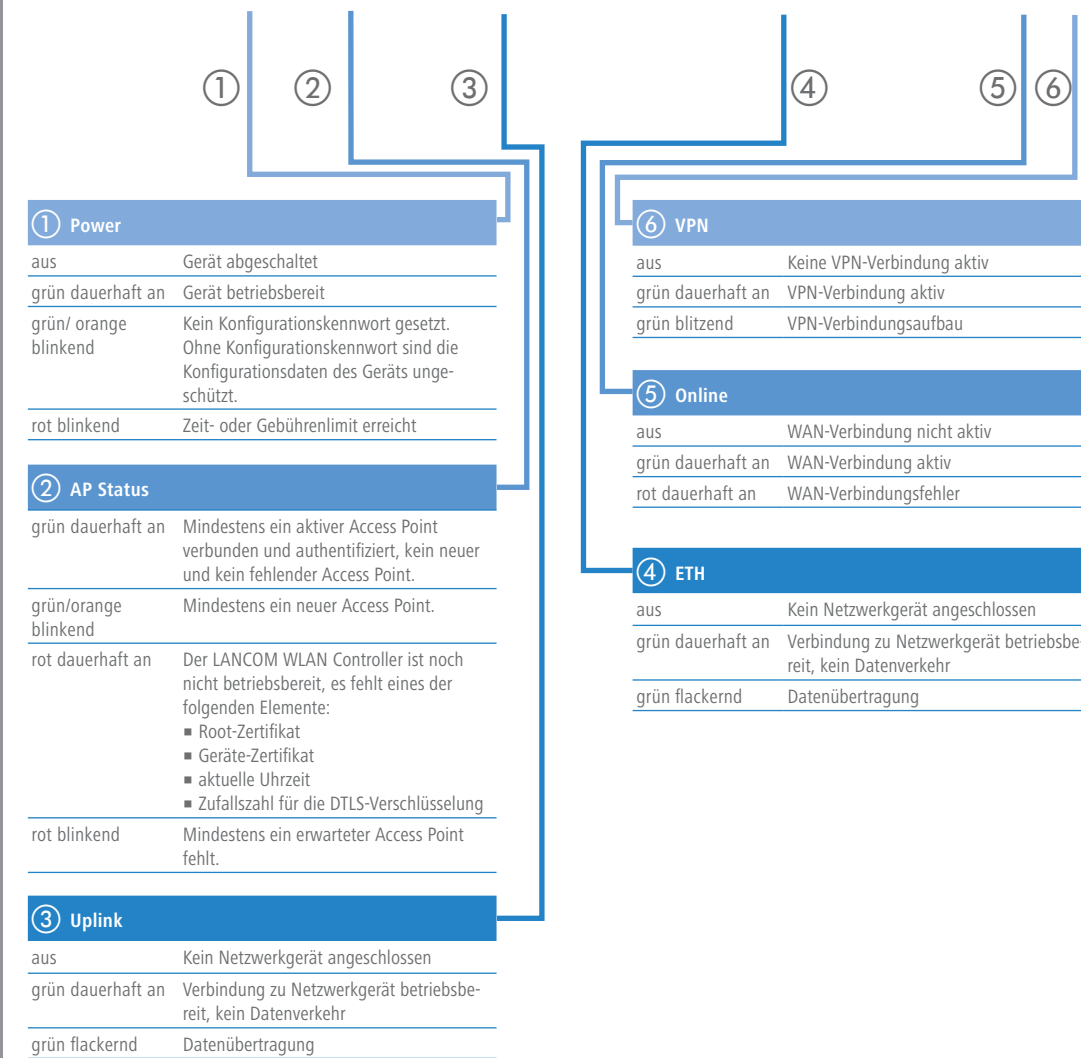 ① ② ③ ④ ⑤ ⑥
① Power
aus Gerät abgeschaltet
grün dauerhaft an Gerät betriebsbereit
grün/ orange Kein Konfigurationskennwort gesetzt.
blinkend Ohne Konfigurationskennwort sind die
Konfigurationsdaten des Geräts unge-
schützt.
rot blinkend Zeit- oder Gebührenlimit erreicht
② AP Status
grün dauerhaft an Mindestens ein aktiver Access Point
verbunden und authentifiziert, kein neuer
und kein fehlender Access Point.
grün/orange Mindestens ein neuer Access Point.
blinkend
rot dauerhaft an Der LANCOM WLAN Controller ist noch
nicht betriebsbereit, es fehlt eines der
folgenden Elemente:
■ Root-Zertifikat
■ Geräte-Zertifikat
■ aktuelle Uhrzeit
■ Zufallszahl für die DTLS-Verschlüsselung
rot blinkend Mindestens ein erwarteter Access Point
fehlt.
③ Uplink
aus Kein Netzwerkgerät angeschlossen
grün dauerhaft an Verbindung zu Netzwerkgerät betriebsbe-
reit, kein Datenverkehr
grün flackernd Datenübertragung
⑥ VPN
aus Keine VPN-Verbindung aktiv
grün dauerhaft an VPN-Verbindung aktiv
grün blitzend VPN-Verbindungsaufbau
⑤ Online
aus WAN-Verbindung nicht aktiv
grün dauerhaft an WAN-Verbindung aktiv
rot dauerhaft an WAN-Verbindungsfehler
④ ETH
aus Kein Netzwerkgerät angeschlossen
grün dauerhaft an Verbindung zu Netzwerkgerät betriebsbe-
reit, kein Datenverkehr
grün flackernd Datenübertragung